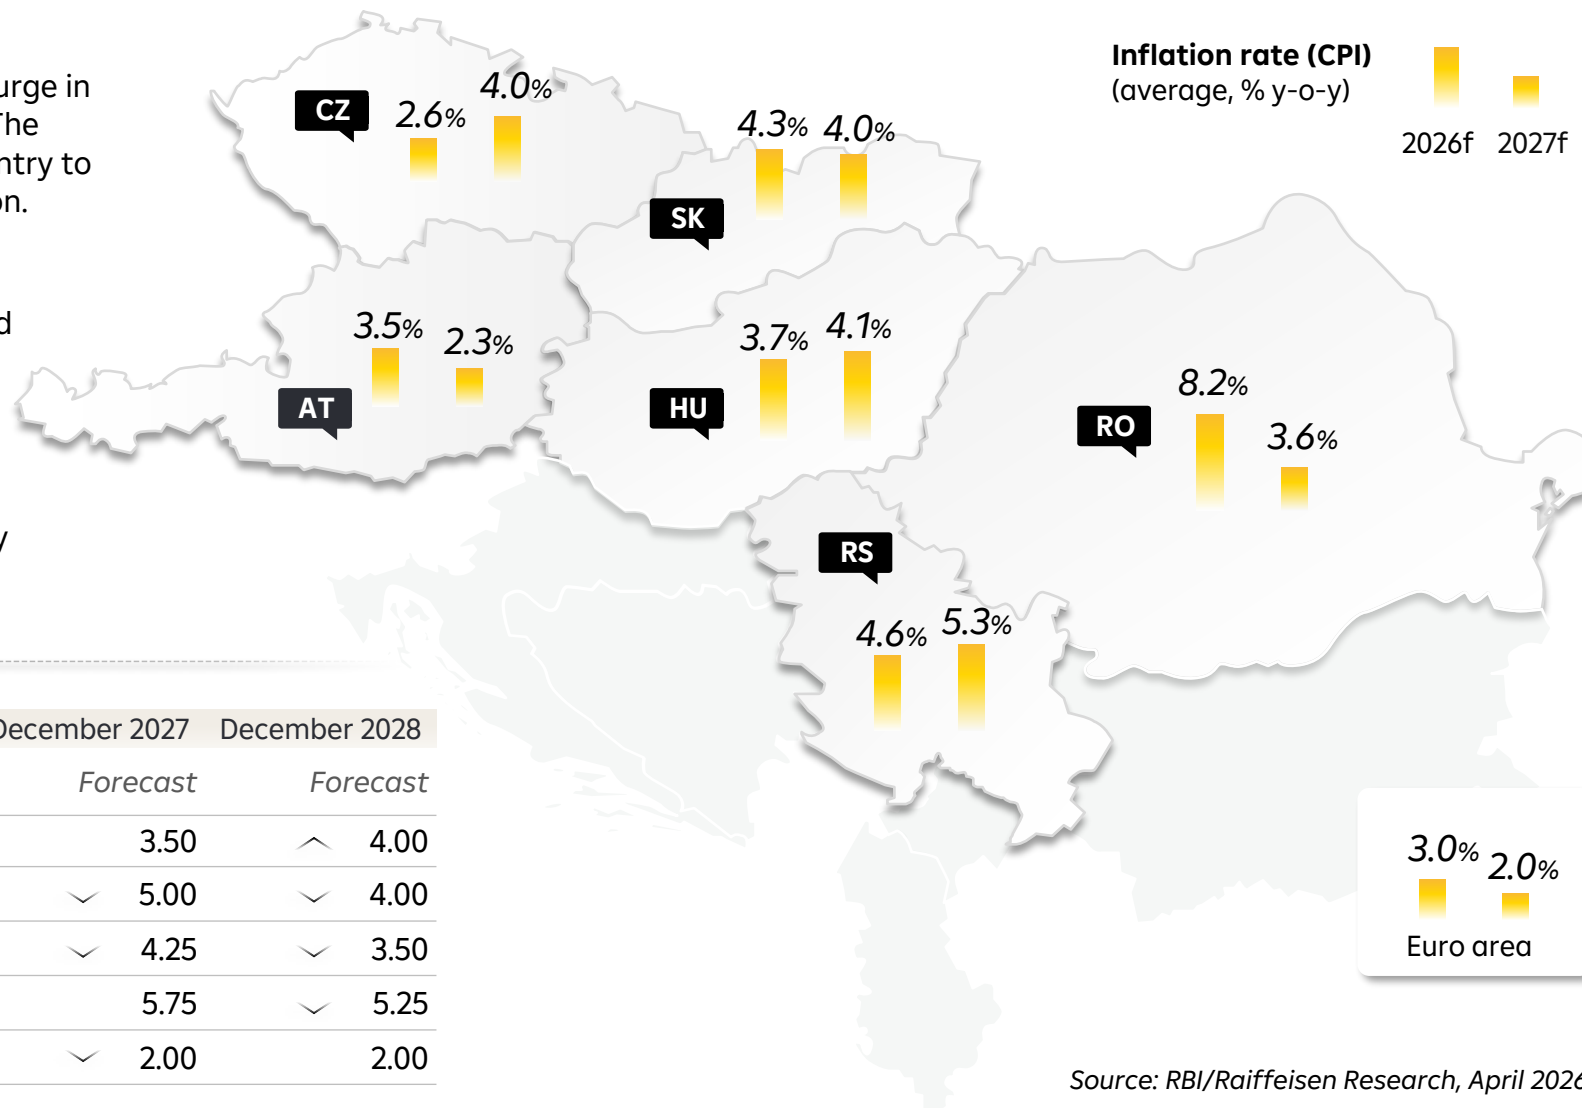 urge in
The
ntry to
on.
d
y
Inflation rate (CPI)
(average, % y-o-y)
2026f 2027f
CZ
2.6% 4.0%
SK
4.3% 4.0%
AT
3.5% 2.3%
HU
3.7% 4.1%
RO
8.2% 3.6%
RS
4.6% 5.3%
December 2027 December 2028
Forecast Forecast
3.50 4.00
5.00 4.00
4.25 3.50
5.75 5.25
2.00 2.00
3.0% 2.0%
Euro area
Source: RBI/Raiffeisen Research, April 2026